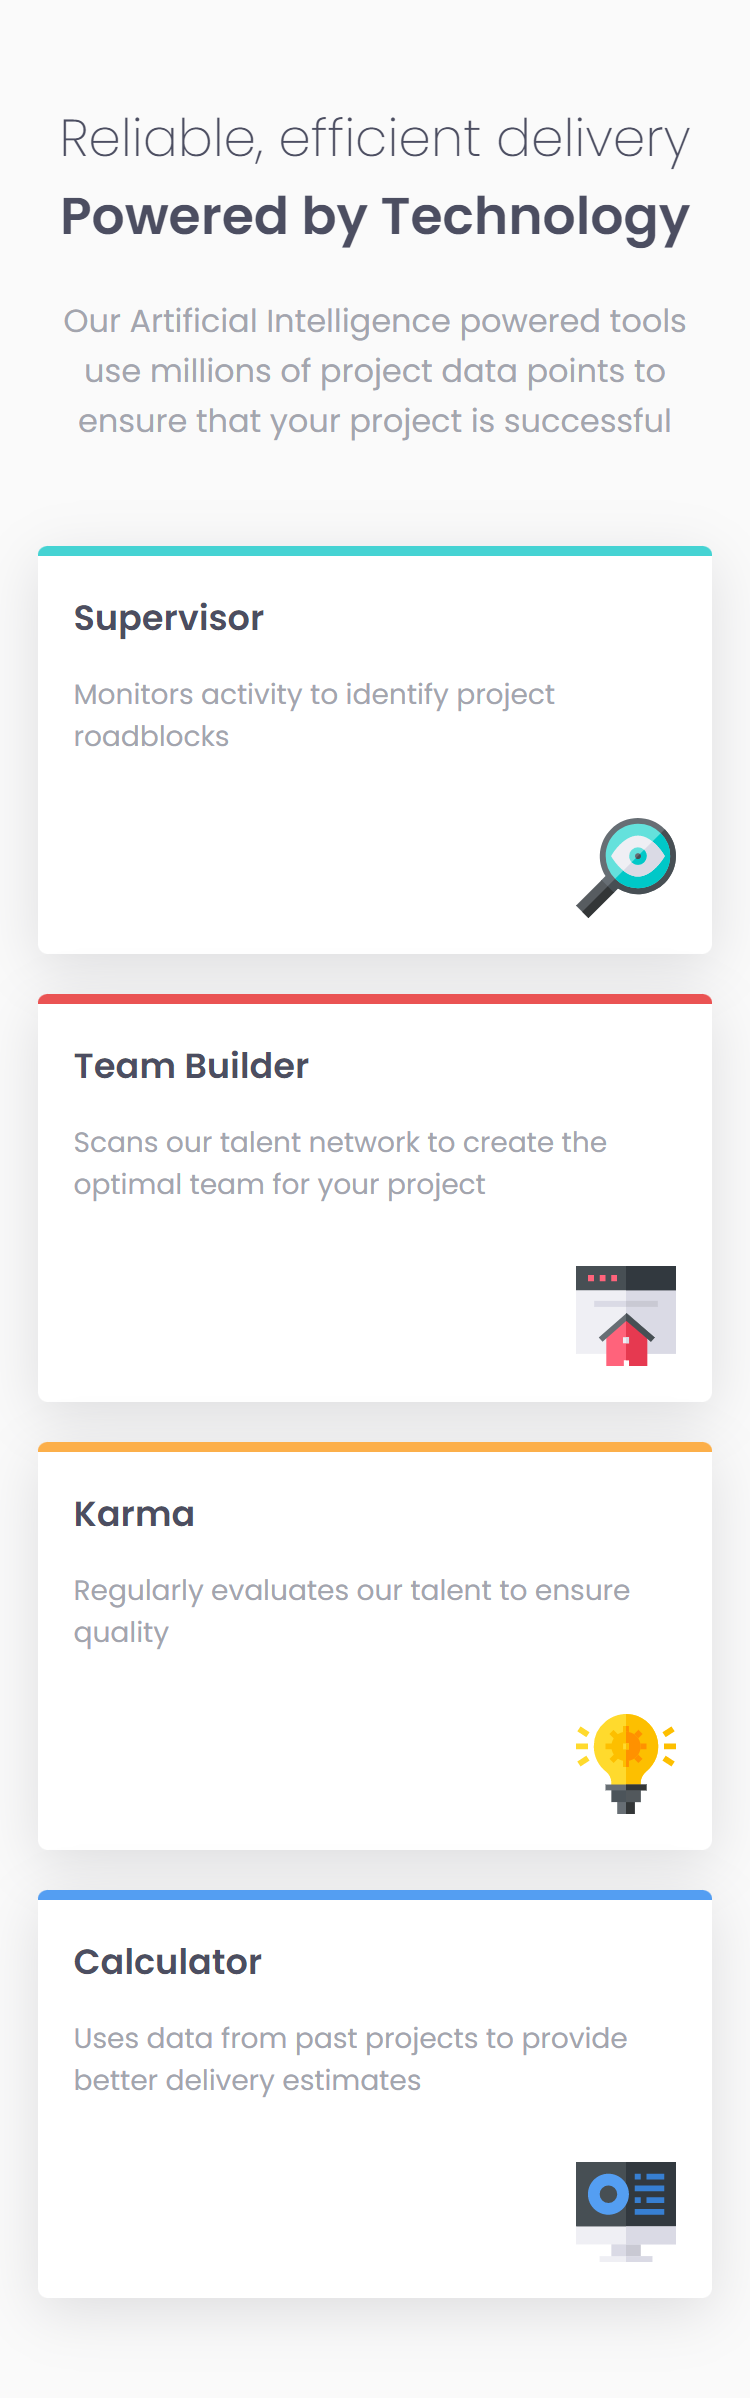 Reliable, efficient delivery
Powered by Technology
Our Artificial Intelligence powered tools
use millions of project data points to
ensure that your project is successful
Supervisor
Monitors activity to identify project
roadblocks
Team Builder
Scans our talent network to create the
optimal team for your project
Karma
Regularly evaluates our talent to ensure
quality
Calculator
Uses data from past projects to provide
better delivery estimates